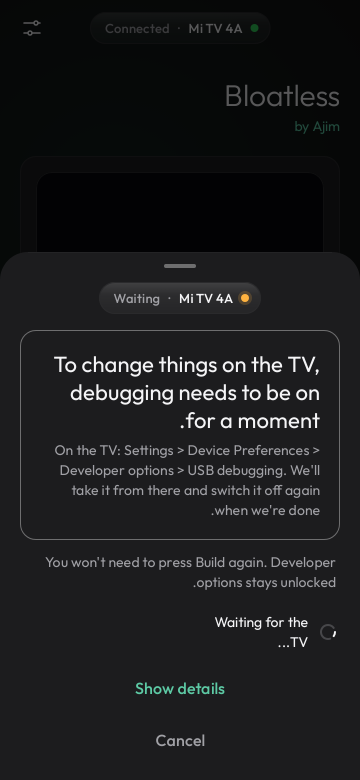 Connected · Mi TV 4A
Bloatless
by Ajim
Waiting · Mi TV 4A
To change things on the TV,
debugging needs to be on
.for a moment
On the TV: Settings > Device Preferences >
Developer options > USB debugging. We'll
take it from there and switch it off again
.when we're done
You won't need to press Build again. Developer
.options stays unlocked
Waiting for the
...TV
Show details
Cancel